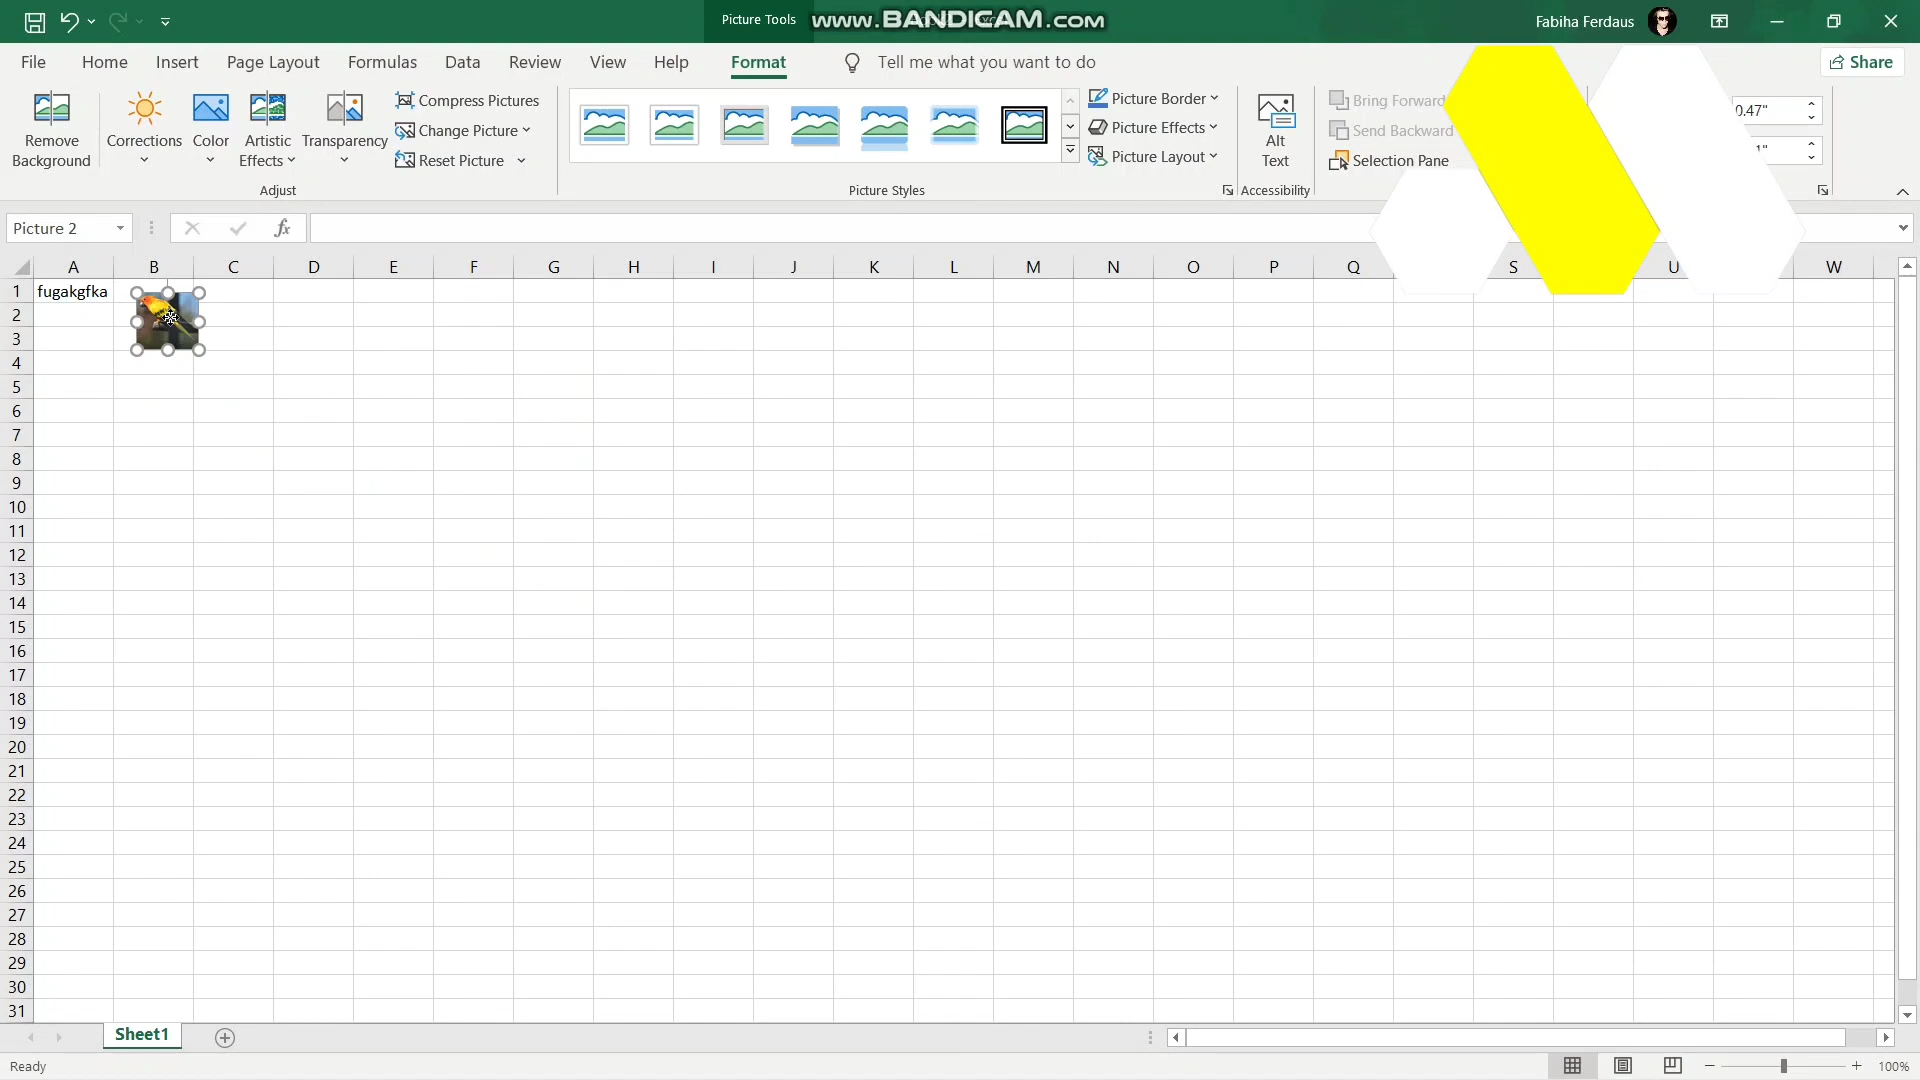 Picture Tools
www.BANDICAM.com
Fabiha Ferdaus
File Home Insert Page Layout Formulas Data Review View Help Format Tell me what you want to do Share
Remove Background
Corrections
Color
Artistic Effects
Transparency
Compress Pictures
Change Picture
Reset Picture
Adjust
Picture Styles
Picture Border
Picture Effects
Picture Layout
Alt Text
Accessibility
Bring Forward
Send Backward
Selection Pane
0.47"
Picture 2
fx
A B C D E F G H I J K L M N O P Q S U W
1 fugakgfka
2
3
4
5
6
7
8
9
10
11
12
13
14
15
16
17
18
19
20
21
22
23
24
25
26
27
28
29
30
31
Sheet1
Ready
100%